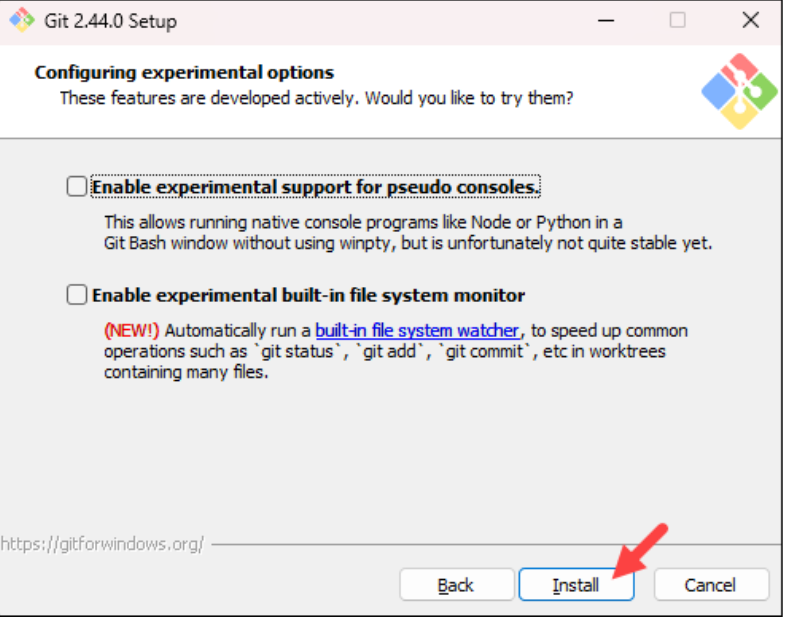 Git 2.44.0 Setup
Configuring experimental options
These features are developed actively. Would you like to try them?
Enable experimental support for pseudo consoles.
This allows running native console programs like Node or Python in a
Git Bash window without using winpty, but is unfortunately not quite stable yet.
Enable experimental built-in file system monitor
(NEW!) Automatically run a built-in file system watcher, to speed up common
operations such as `git status`, `git add`, `git commit`, etc in worktrees
containing many files.
https://gitforwindows.org/
Back Install Cancel